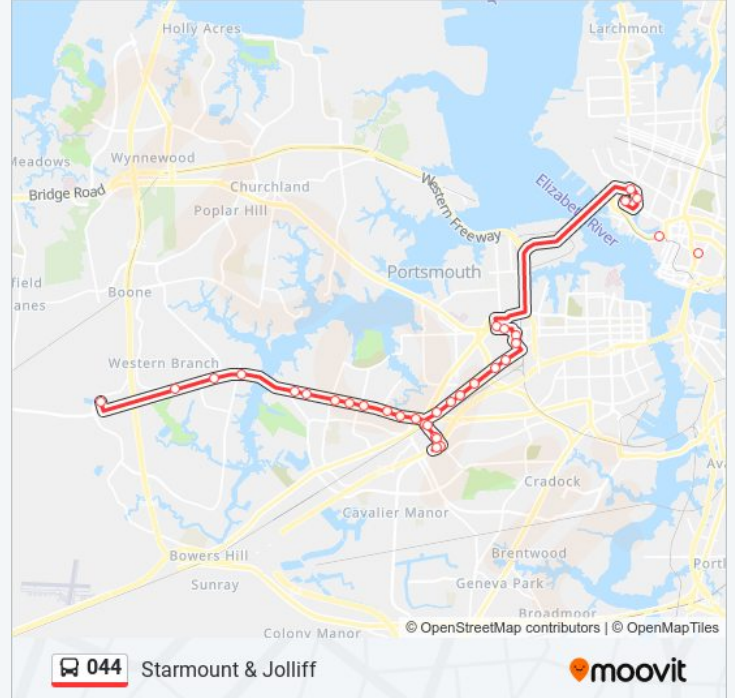 Holly Acres
Larchmont
Meadows
Wynnewood
Bridge Road
Churchland
Poplar Hill
Western Freeway
Elizabeth River
Portsmouth
field
anes
Boone
Western Branch
Cradock
Cavalier Manor
Bowers Hill
Brentwood
Sunray
Geneva Park
Portl
Broadmoor
Colony Manor
© OpenStreetMap contributors | © OpenMapTiles
044 Starmount & Jolliff
moovit